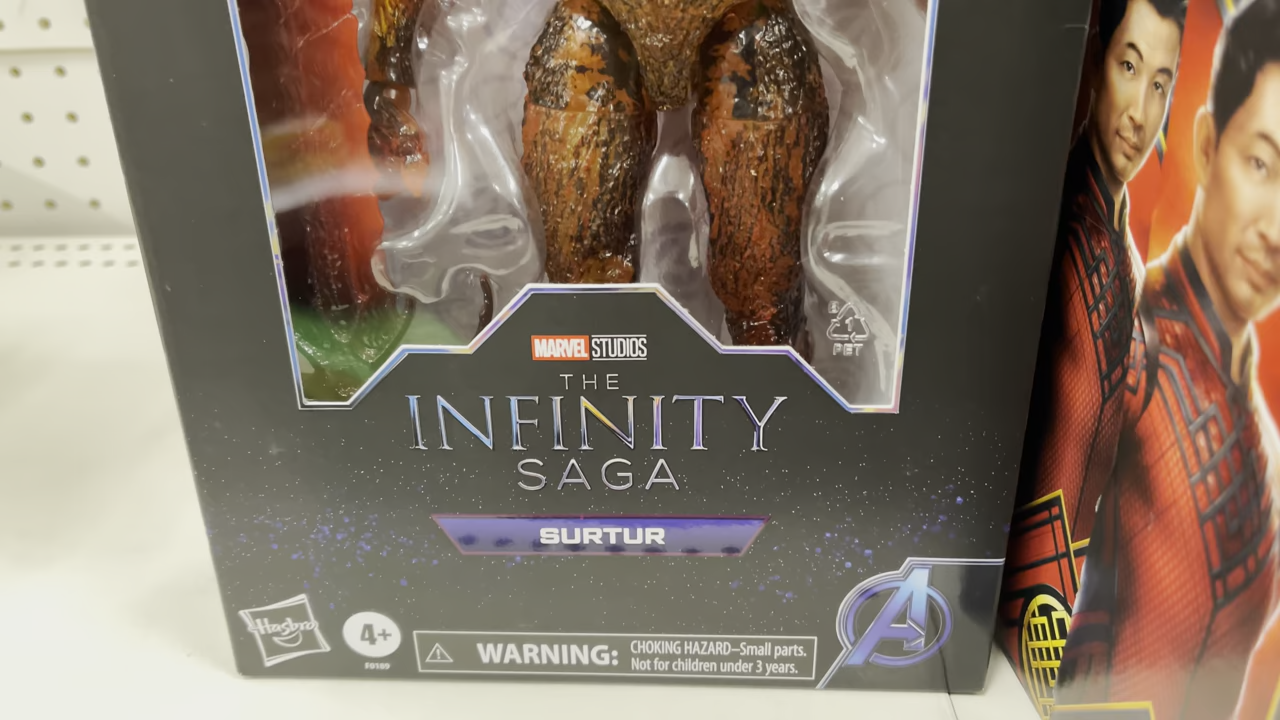 1
PET
MARVEL STUDIOS
THE
INFINITY
SAGA
SURTUR
Hasbro
4+
F0189
WARNING: CHOKING HAZARD–Small parts.
Not for children under 3 years.